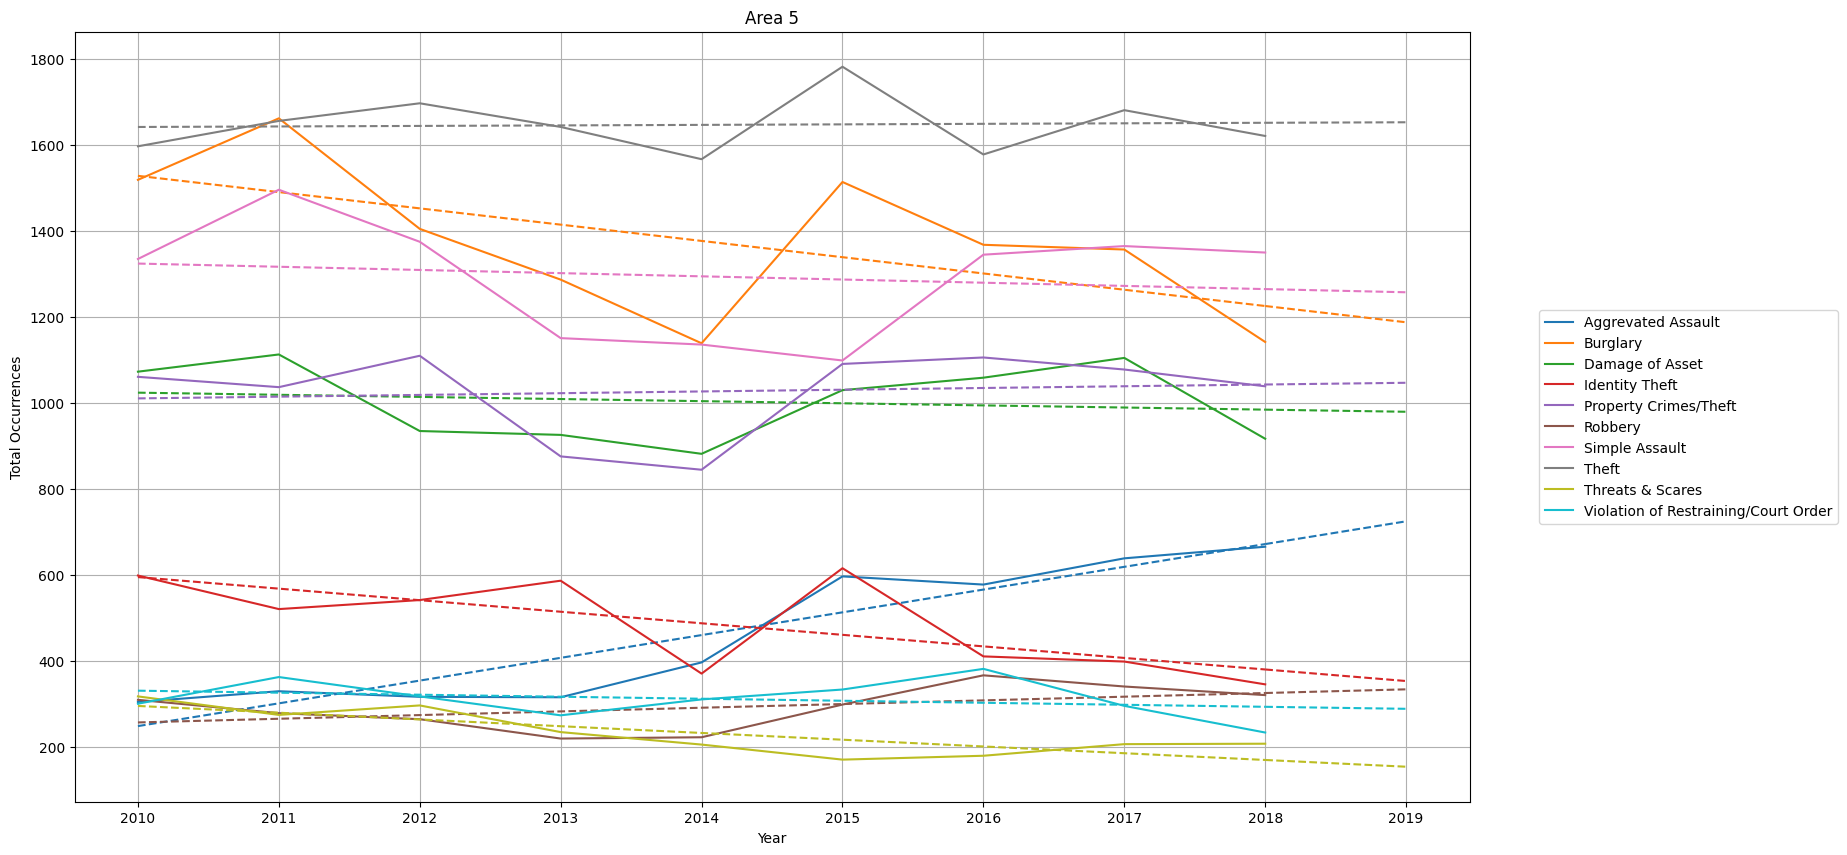 Area 5
Total Occurrences
1800
1600
1400
1200
1000
800
600
400
200
2010 2011 2012 2013 2014 2015 2016 2017 2018 2019
Year
Aggrevated Assault
Burglary
Damage of Asset
Identity Theft
Property Crimes/Theft
Robbery
Simple Assault
Theft
Threats & Scares
Violation of Restraining/Court Order